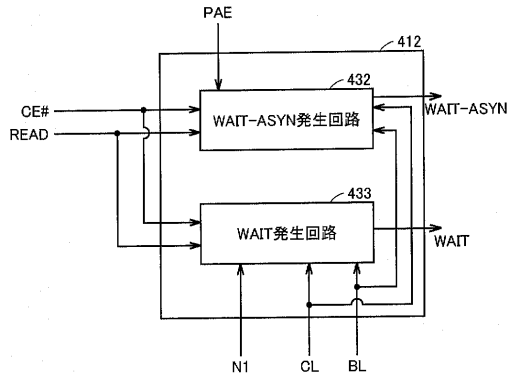 PAE
412
432
CE#
WAIT-ASYN発生回路
WAIT-ASYN
READ
433
WAIT発生回路
WAIT
N1
CL
BL